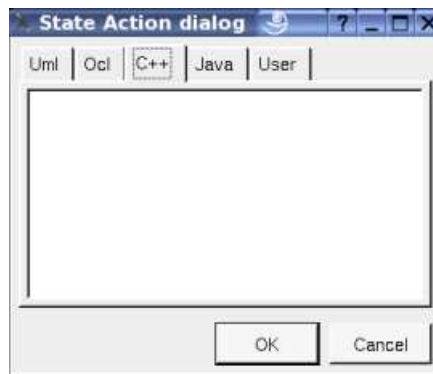 State Action dialog ? _ □ X
Uml Ocl C++ Java User
OK Cancel